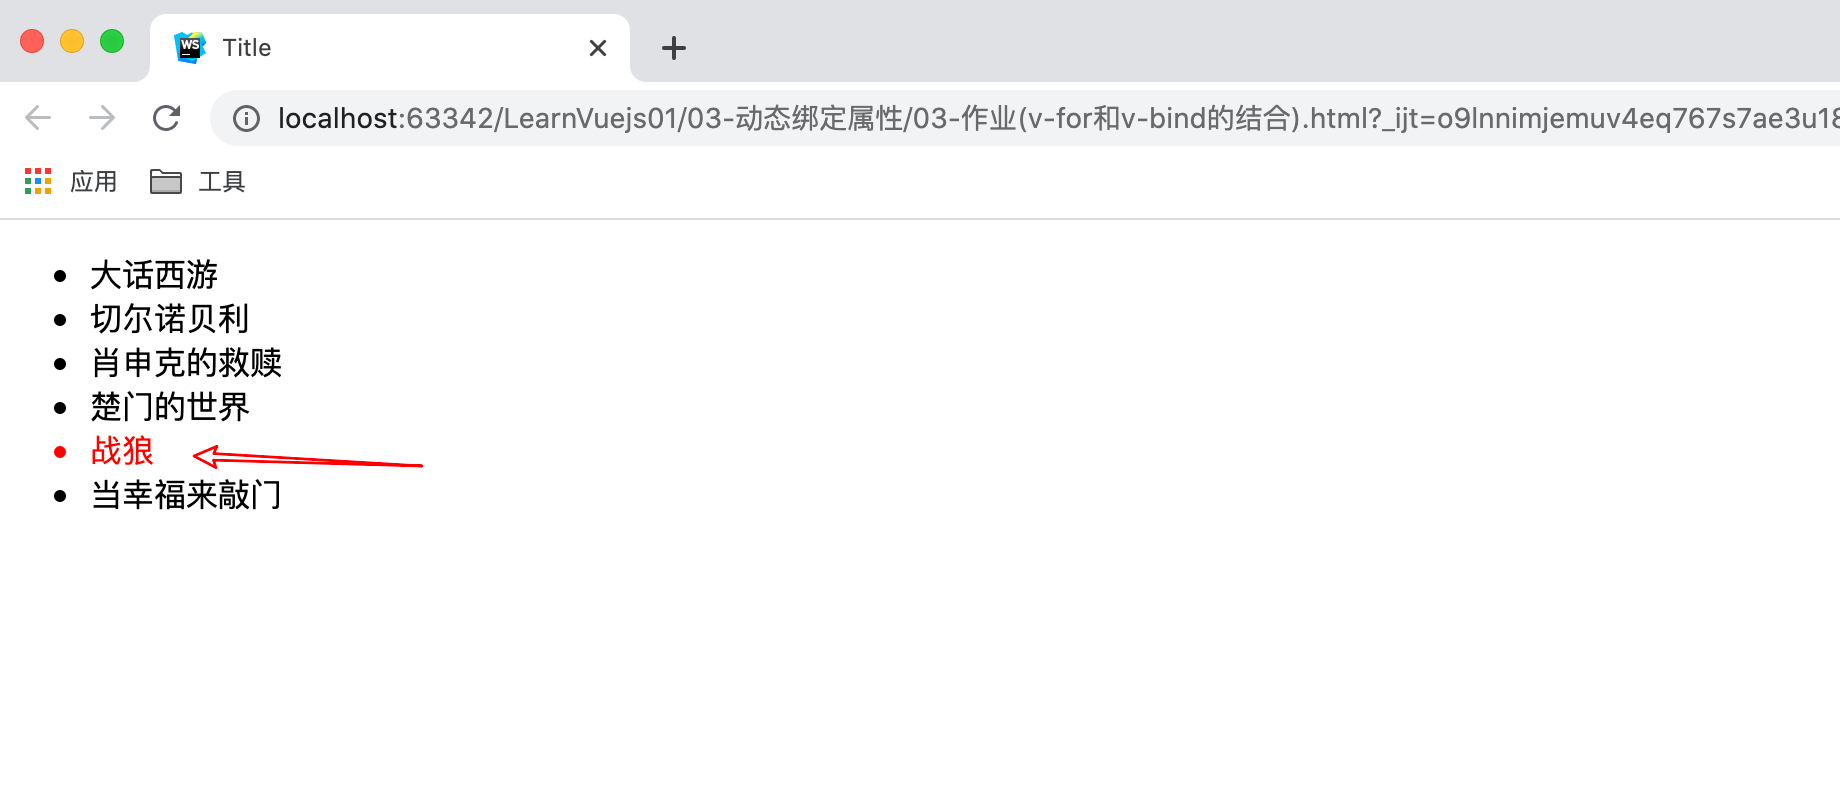 WS Title
localhost:63342/LearnVuejs01/03-动态绑定属性/03-作业(v-for和v-bind的结合).html?_ijt=o9lnnimjemuv4eq767s7ae3u18
应用 工具
大话西游
切尔诺贝利
肖申克的救赎
楚门的世界
战狼
当幸福来敲门